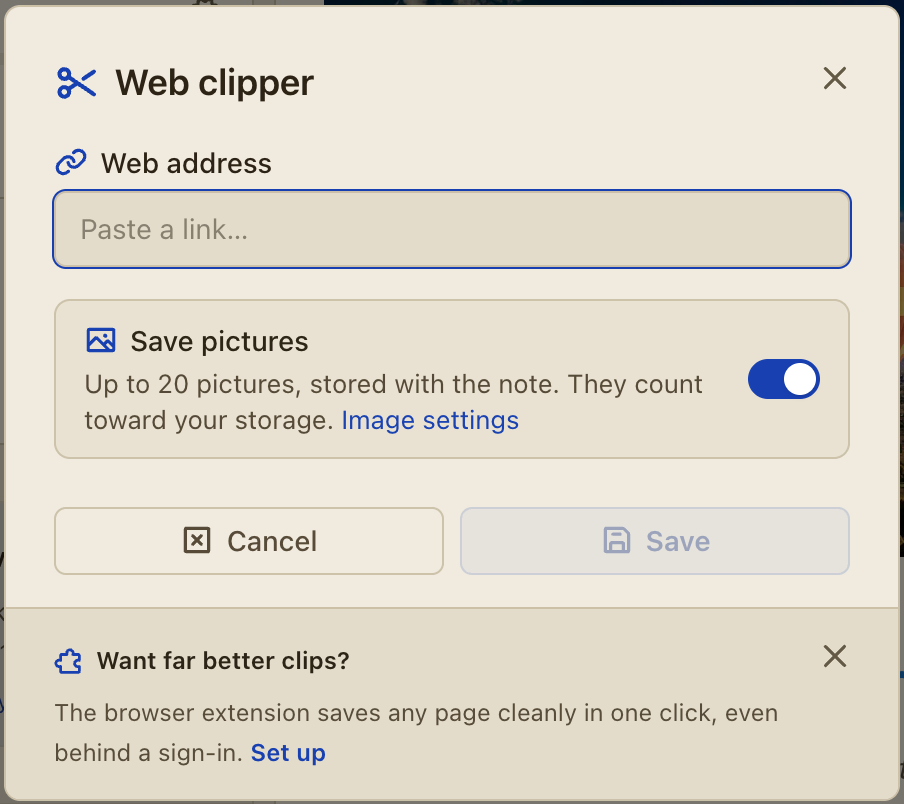 Web clipper
Web address
Paste a link...
Save pictures
Up to 20 pictures, stored with the note. They count
toward your storage. Image settings
Cancel
Save
Want far better clips?
The browser extension saves any page cleanly in one click, even
behind a sign-in. Set up